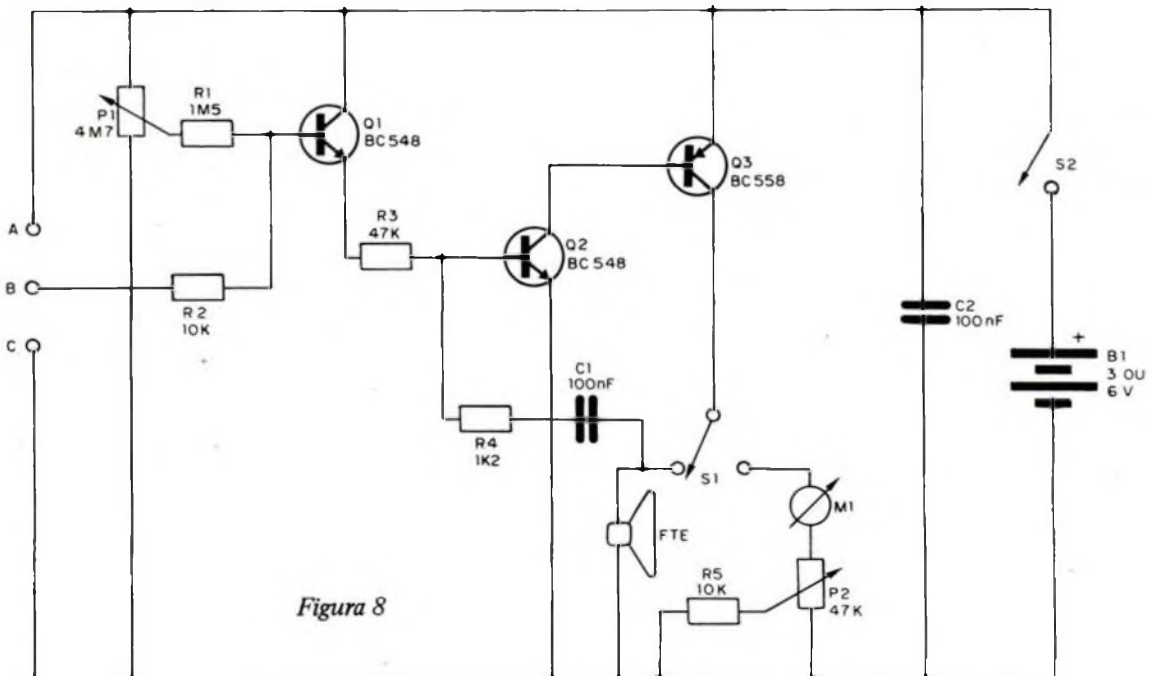 R1
1M5
P1
4M7
Q1
BC548
Q3
BC558
S2
A
R3
47K
Q2
BC548
B
R2
10K
C2
100nF
C
C1
100nF
+
B1
3 OU
6 V
R4
1K2
S1
M1
FTE
R5
10K
P2
47K
Figura 8